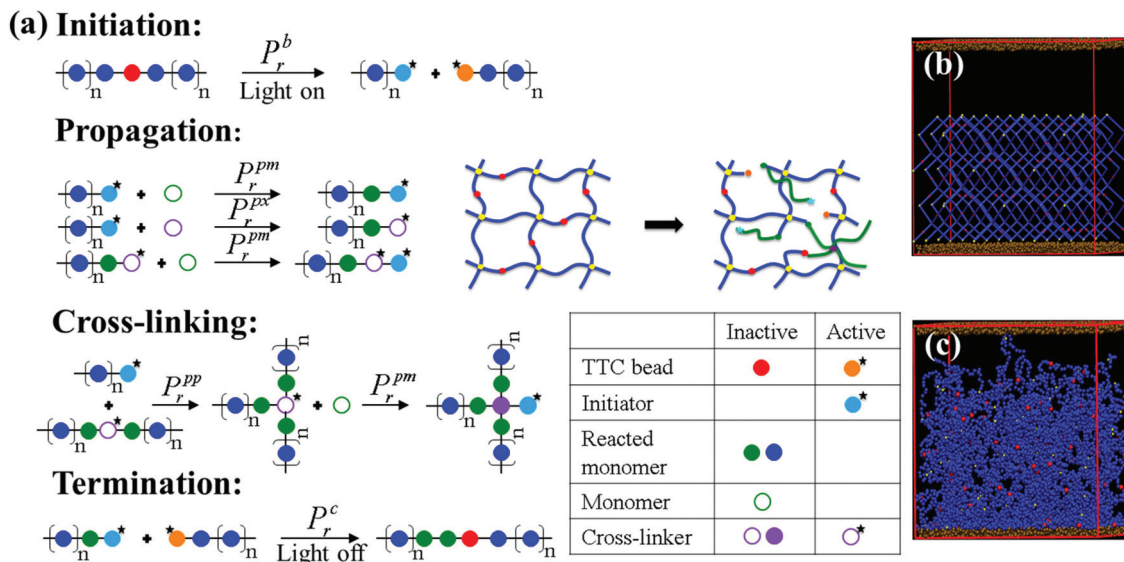 (a) Initiation:
P_r^b
n n Light on n n
Propagation:
P_r^pm
n n
P_r^px
n n
P_r^pm
n n
Cross-linking:
n
n P_r^pp n P_r^pm n
n n n n
n n
Termination:
P_r^c
n n Light off n n
Inactive Active
TTC bead
Initiator
Reacted
monomer
Monomer
Cross-linker
(b)
(c)